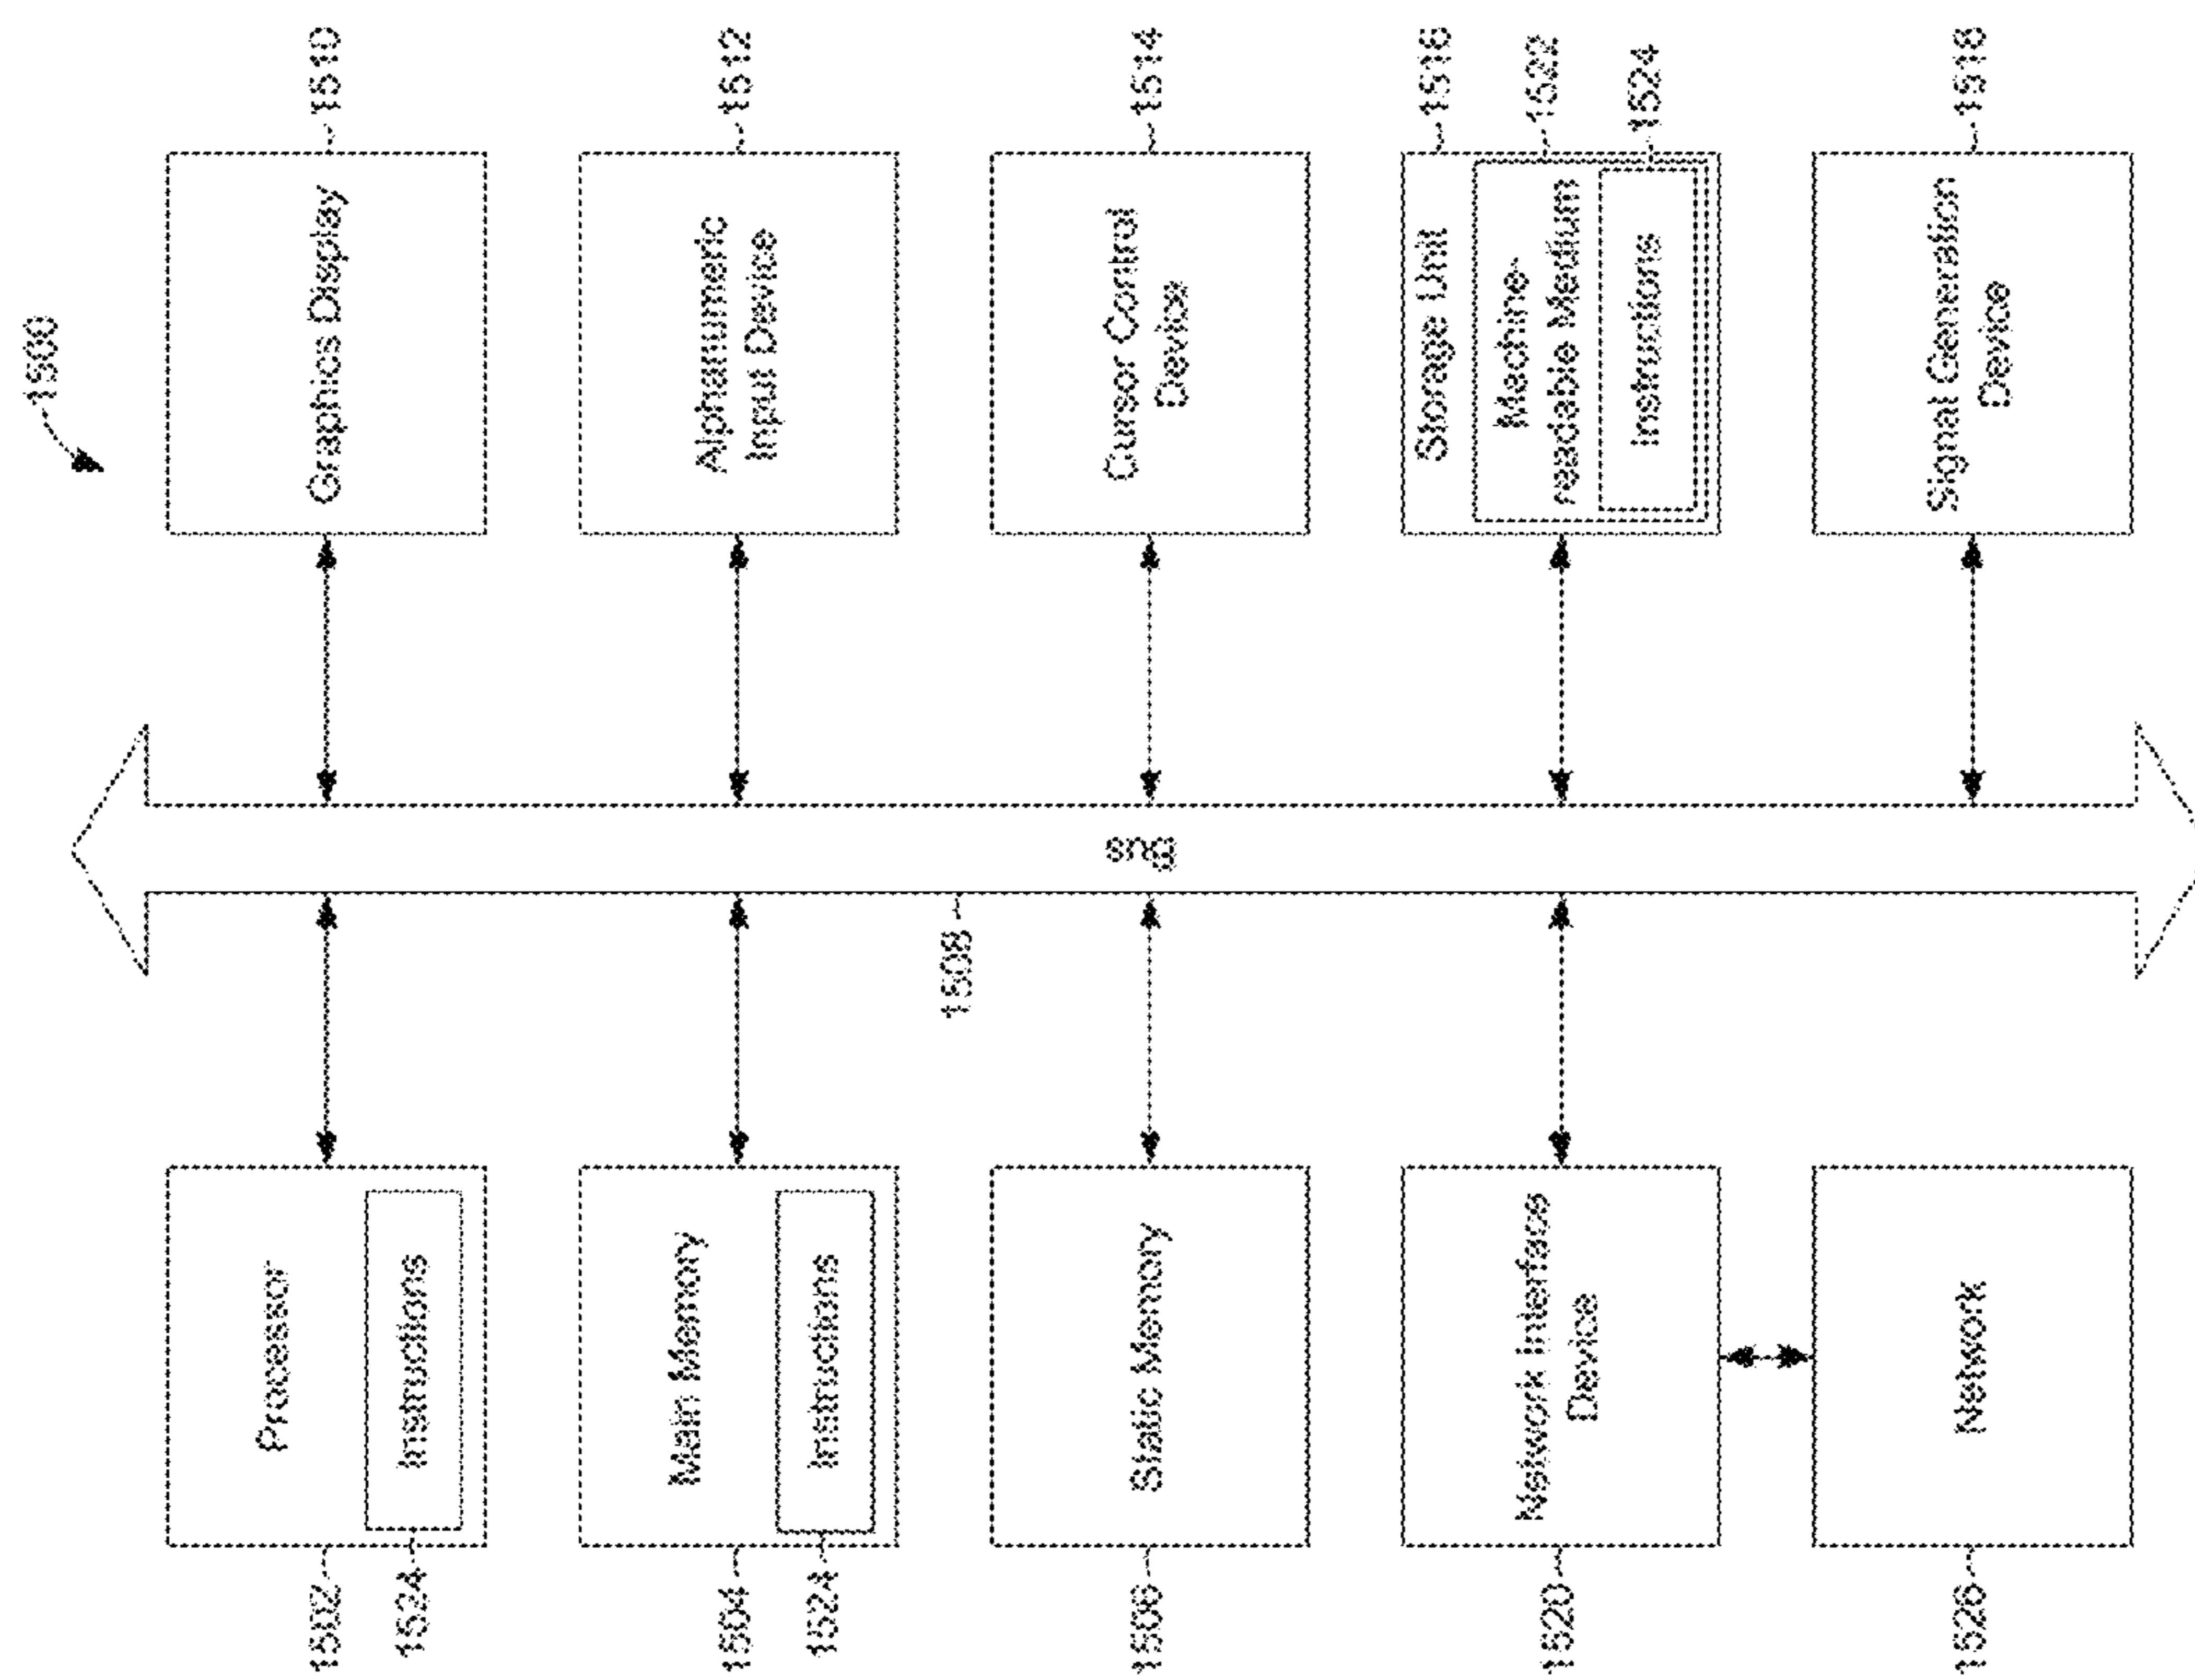 1500
1502
Processor
1524
Instructions
1504
Main Memory
1524
Instructions
1506
Static Memory
1520
Network Interface
Device
1526
Network
1508
Bus
1510
Graphics Display
1512
Alphanumeric
Input Device
1514
Cursor Control
Device
1516
Storage Unit
1522
Machine-
readable Medium
1524
Instructions
1518
Signal Generation
Device